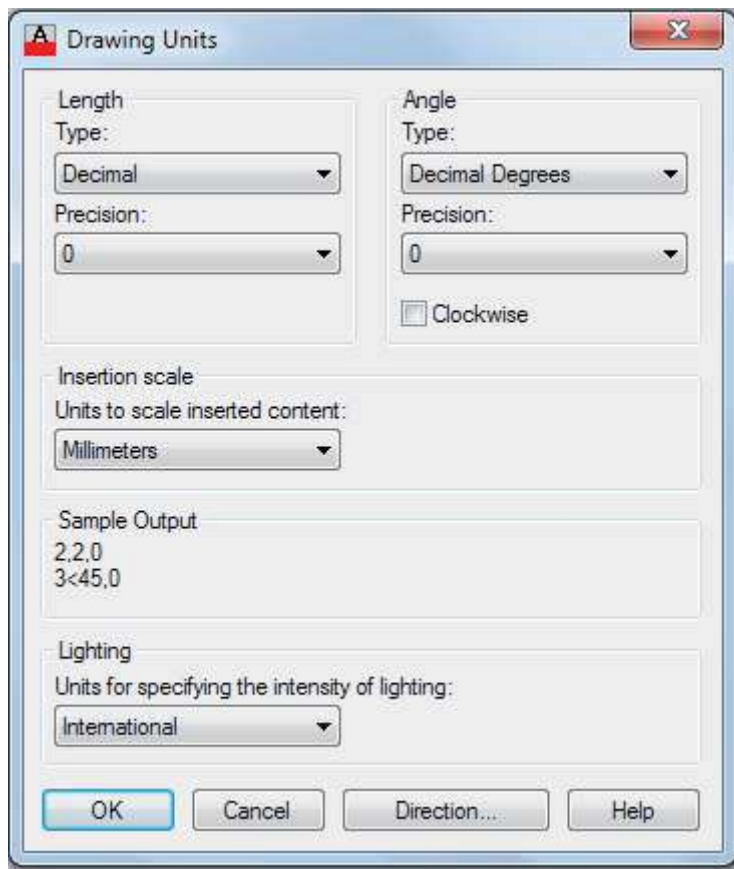 A Drawing Units
Length
Type:
Decimal
Precision:
0
Angle
Type:
Decimal Degrees
Precision:
0
Clockwise
Insertion scale
Units to scale inserted content:
Millimeters
Sample Output
2,2,0
3<45,0
Lighting
Units for specifying the intensity of lighting:
International
OK Cancel Direction... Help